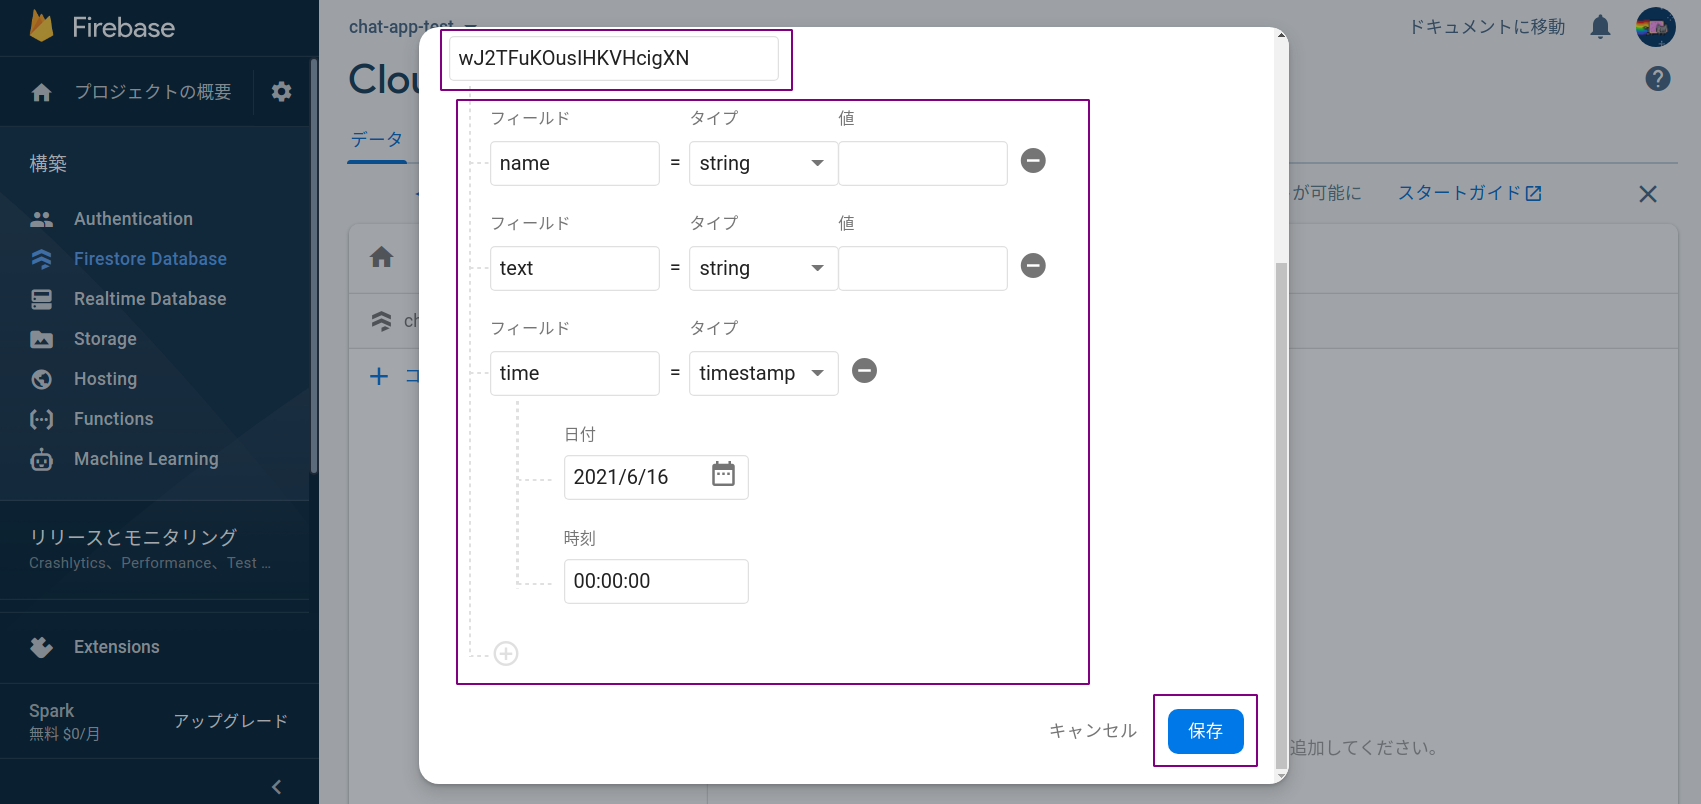 Firebase
プロジェクトの概要
構築
Authentication
Firestore Database
Realtime Database
Storage
Hosting
Functions
Machine Learning
リリースとモニタリング
Crashlytics、Performance、Test ...
Extensions
Spark
無料 $0/月
アップグレード
chat-app-test
ドキュメントに移動
Clou
データ
が可能に
スタートガイド
ch
コ
追加してください。
wJ2TFuKOusIHKVHcigXN
フィールド タイプ 値
name = string
フィールド タイプ 値
text = string
フィールド タイプ
time = timestamp
日付
2021/6/16
時刻
00:00:00
キャンセル 保存